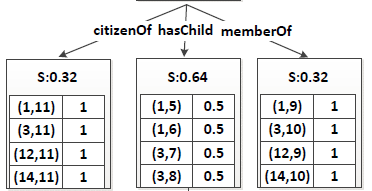 citizenOf hasChild memberOf
S:0.32 S:0.64 S:0.32
(1,11) 1 (1,5) 0.5 (1,9) 1
(3,11) 1 (1,6) 0.5 (3,10) 1
(12,11) 1 (3,7) 0.5 (12,9) 1
(14,11) 1 (3,8) 0.5 (14,10) 1